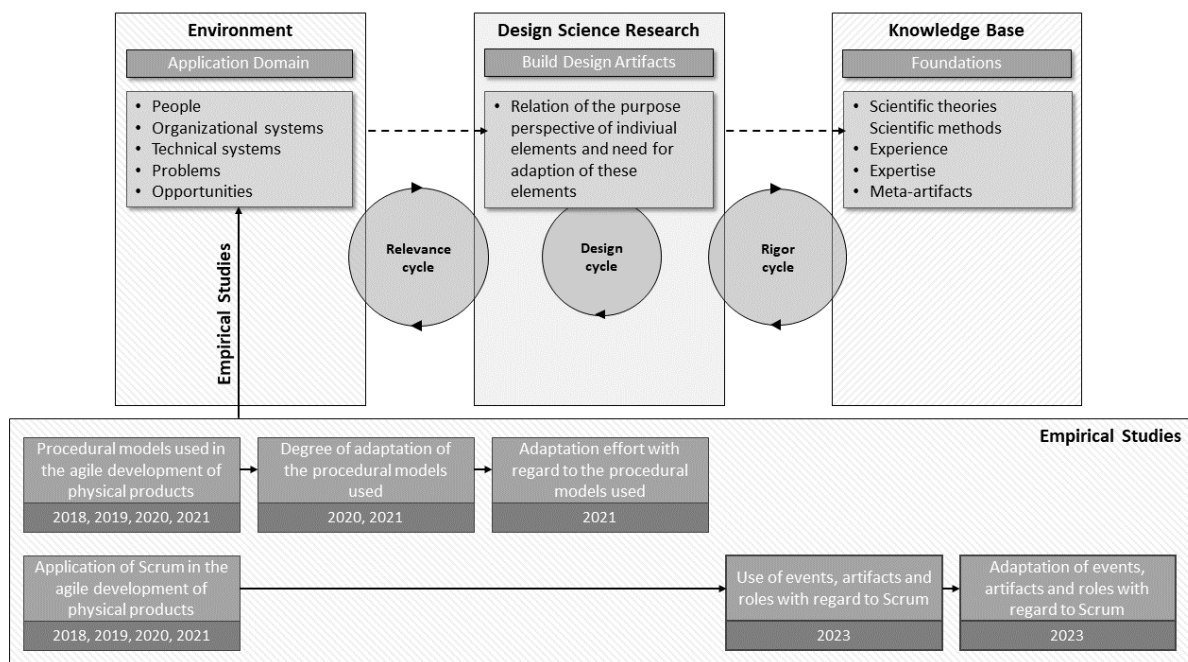 Environment
Application Domain
• People
• Organizational systems
• Technical systems
• Problems
• Opportunities
Design Science Research
Build Design Artifacts
• Relation of the purpose
perspective of indiviual
elements and need for
adaption of these
elements
Knowledge Base
Foundations
• Scientific theories
Scientific methods
• Experience
• Expertise
• Meta-artifacts
Relevance
cycle
Design
cycle
Rigor
cycle
Empirical Studies
Empirical Studies
Procedural models used in
the agile development of
physical products
2018, 2019, 2020, 2021
Degree of adaptation of
the procedural models
used
2020, 2021
Adaptation effort with
regard to the procedural
models used
2021
Application of Scrum in the
agile development of
physical products
2018, 2019, 2020, 2021
Use of events, artifacts and
roles with regard to Scrum
2023
Adaptation of events,
artifacts and roles with
regard to Scrum
2023